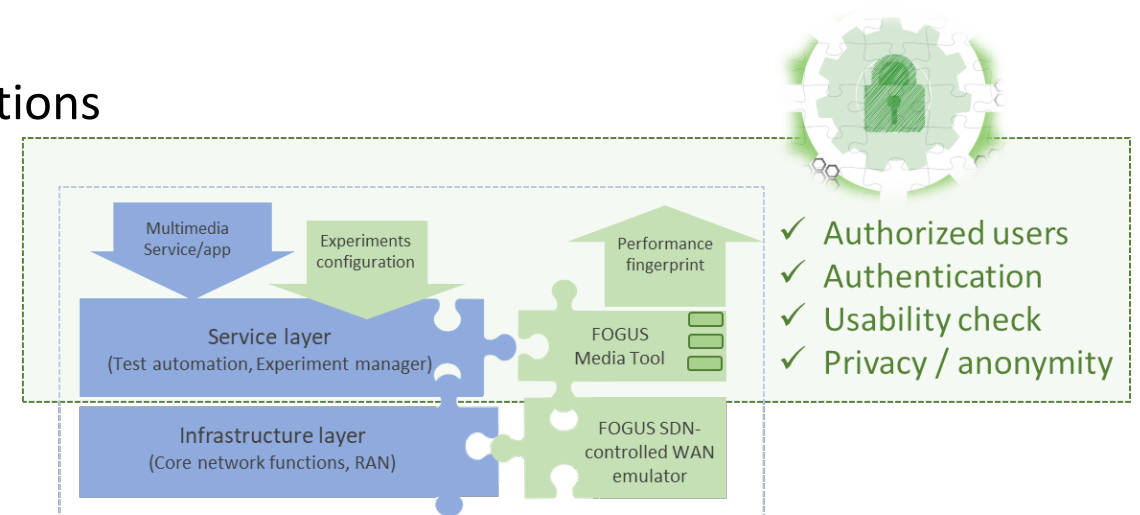 tions
Multimedia
Service/app
Experiments
configuration
Performance
fingerprint
Service layer
(Test automation, Experiment manager)
FOGUS
Media Tool
Infrastructure layer
(Core network functions, RAN)
FOGUS SDN-
controlled WAN
emulator
✓ Authorized users
✓ Authentication
✓ Usability check
✓ Privacy / anonymity